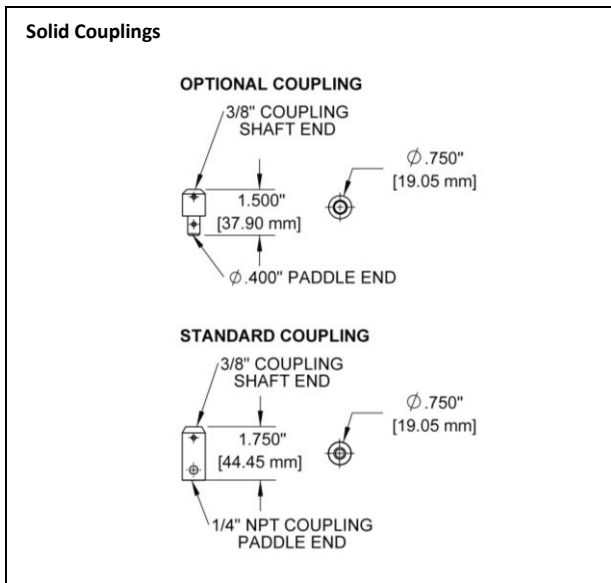 Solid Couplings
OPTIONAL COUPLING
3/8" COUPLING
SHAFT END
Ø.750"
[19.05 mm]
1.500"
[37.90 mm]
Ø.400" PADDLE END
STANDARD COUPLING
3/8" COUPLING
SHAFT END
Ø.750"
[19.05 mm]
1.750"
[44.45 mm]
1/4" NPT COUPLING
PADDLE END